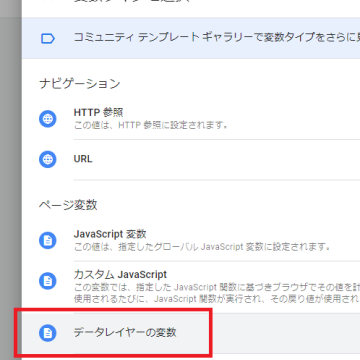 コミュニティ テンプレート ギャラリーで変数タイプをさらに
ナビゲーション
HTTP 参照
この値は、HTTP 参照に設定されます。
URL
ページ変数
JavaScript 変数
この値は、指定したグローバル JavaScript 変数に設定されます。
カスタム JavaScript
この変数では、指定した JavaScript 関数に基づきブラウザでその値を計
使用されるたびに、JavaScript 関数が実行され、その戻り値が使用され
データレイヤーの変数